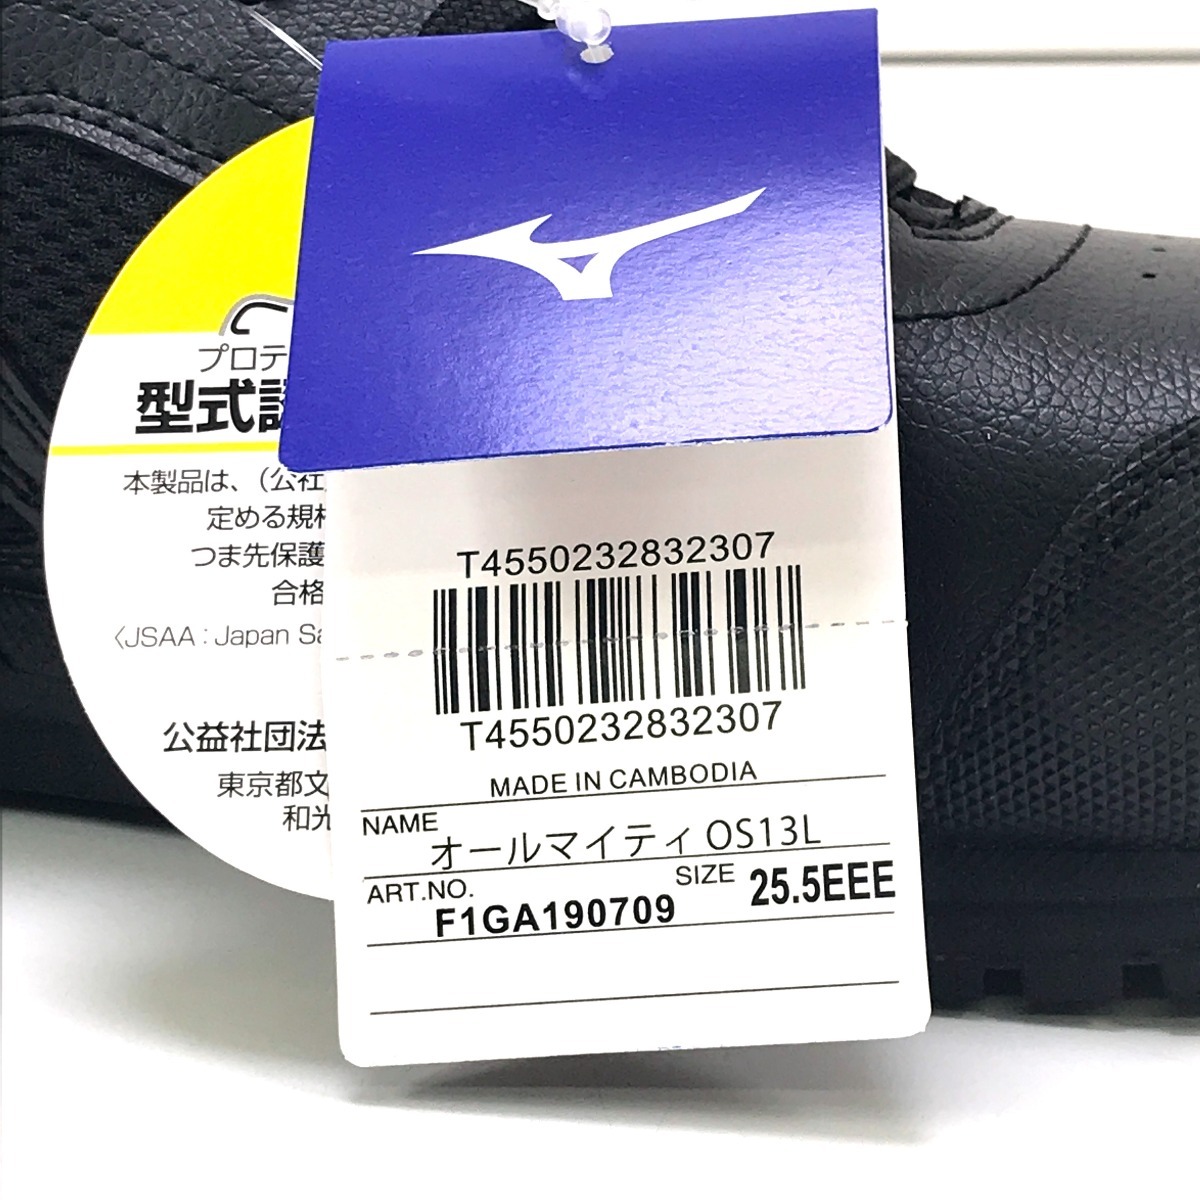 プロテ
型式認
本製品は、(公社
定める規格
つま先保護
合格
〈JSAA : Japan Sa
公益社団法
東京都文
和光
T4550232832307
T4550232832307
MADE IN CAMBODIA
NAME
オールマイティ OS13L
ART.NO.
F1GA190709
SIZE
25.5EEE